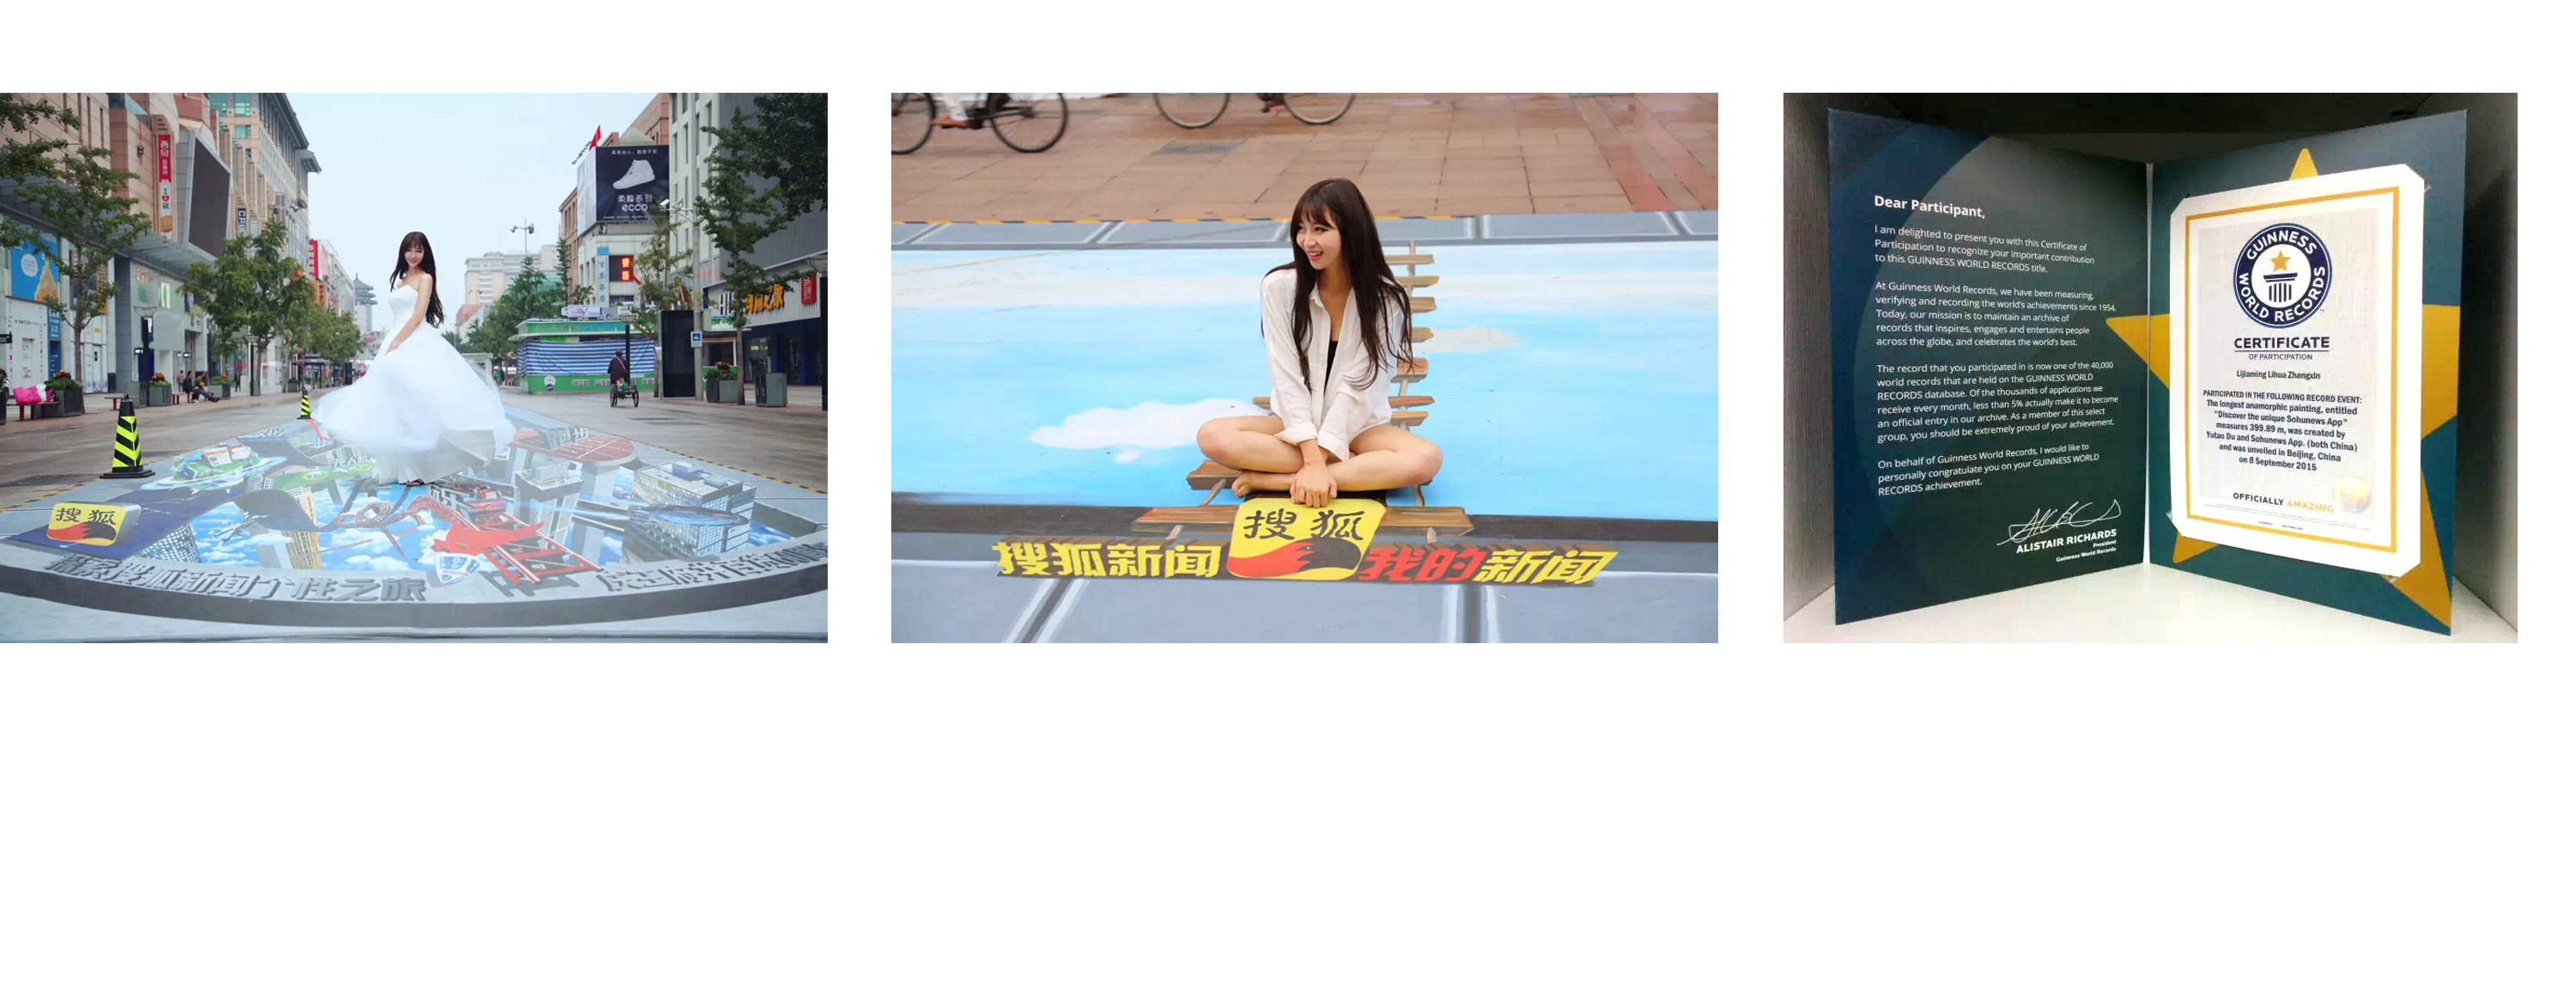 西贝
ecco
搜狐
跑步
搜狐新闻个性之旅
搜狐
搜狐新闻
我的新闻
Dear Participant,
I am delighted to present you with this Certificate of
Participation to recognize your important contribution
to this GUINNESS WORLD RECORDS title.
At Guinness World Records, we have been measuring,
verifying and recording the world's achievements since 1954.
Today, our mission is to maintain an archive of
records that inspires, engages and entertains people
across the globe, and celebrates the world's best.
The record that you participated in is now one of the 40,000
world records that are held on the GUINNESS WORLD
RECORDS database. Of the thousands of applications we
receive every month, less than 5% actually make it to become
an official entry in our archive. As a member of this select
group, you should be extremely proud of your achievement.
On behalf of Guinness World Records, I would like to
personally congratulate you on your GUINNESS WORLD
RECORDS achievement.
ALISTAIR RICHARDS
President
Guinness World Records
GUINNESS
WORLD RECORDS
CERTIFICATE
OF PARTICIPATION
Lijiaming Lihua Zhangxin
PARTICIPATED IN THE FOLLOWING RECORD EVENT:
The longest anamorphic painting, entitled
"Discover the unique Sohunews App"
measures 399.89 m, was created by
Yutao Du and Sohunews App. (both China)
and was unveiled in Beijing, China
on 8 September 2015
OFFICIALLY AMAZING